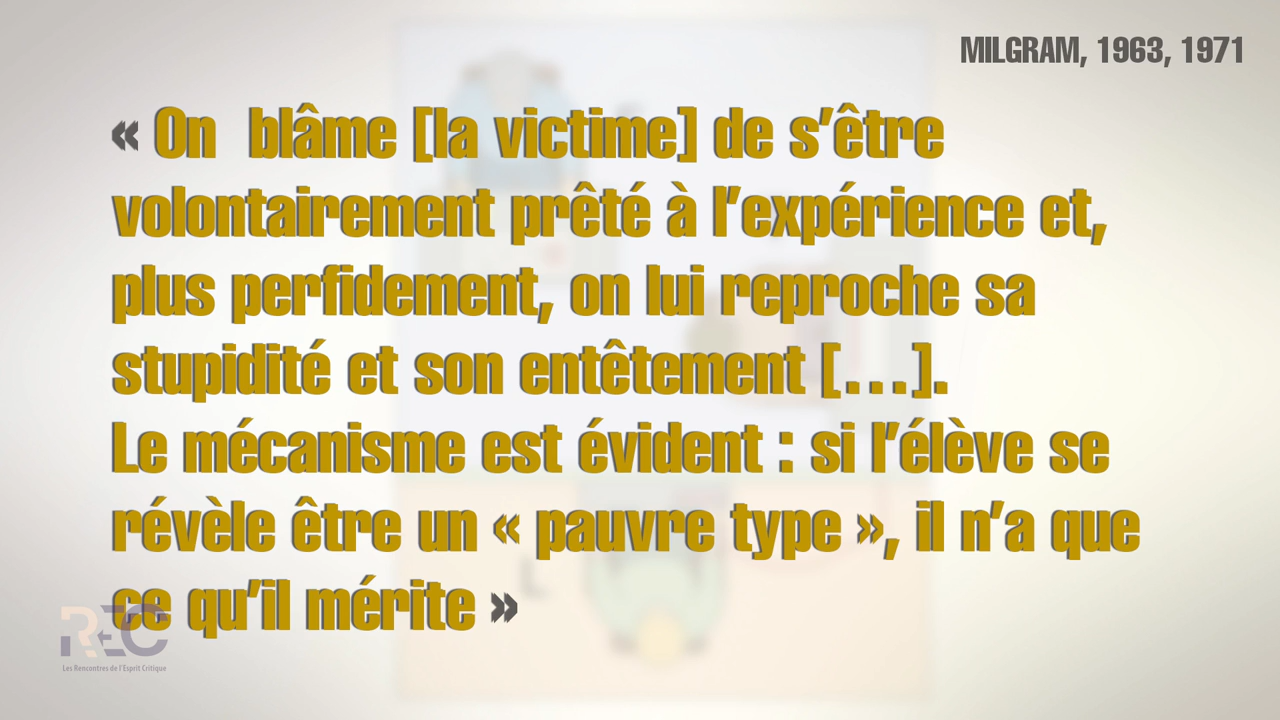 MILGRAM, 1963, 1971
« On blâme [la victime] de s’être
volontairement prêté à l’expérience et,
plus perfidement, on lui reproche sa
stupidité et son entêtement [...].
Le mécanisme est évident : si l’élève se
révèle être un « pauvre type », il n’a que
ce qu’il mérite »
REC
Les Rencontres de l'Esprit Critique